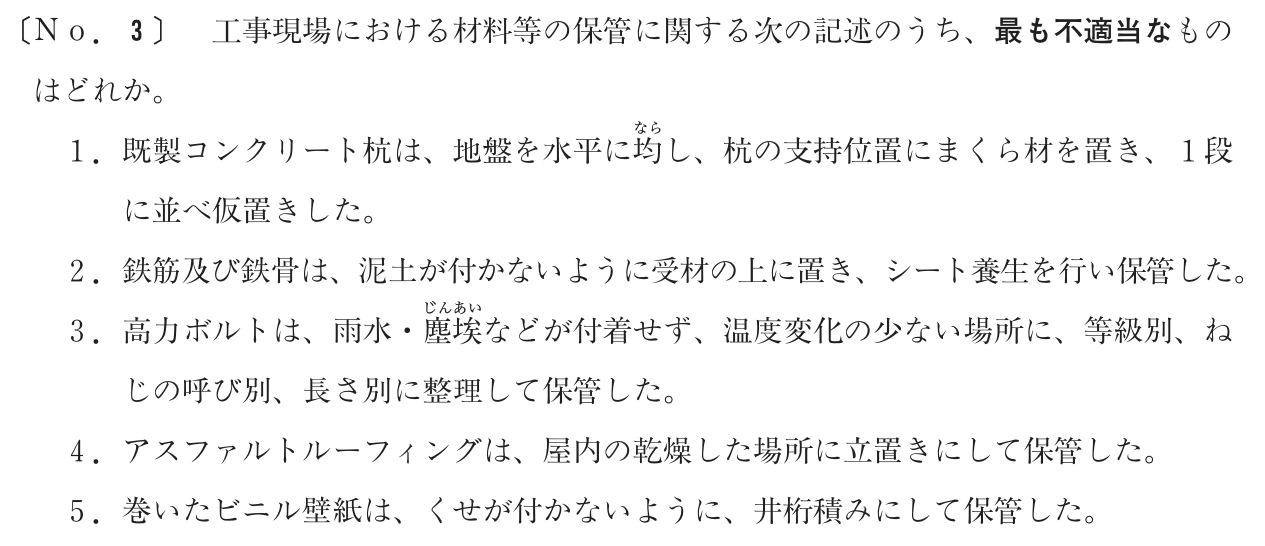 〔Ｎｏ．３〕　工事現場における材料等の保管に関する次の記述のうち、最も不適当なもの
はどれか。
１．既製コンクリート杭は、地盤を水平に均し、杭の支持位置にまくら材を置き、１段
に並べ仮置きした。
２．鉄筋及び鉄骨は、泥土が付かないように受材の上に置き、シート養生を行い保管した。
３．高力ボルトは、雨水・塵埃などが付着せず、温度変化の少ない場所に、等級別、ね
じの呼び別、長さ別に整理して保管した。
４．アスファルトルーフィングは、屋内の乾燥した場所に立置きにして保管した。
５．巻いたビニル壁紙は、くせが付かないように、井桁積みにして保管した。
なら
じんあい